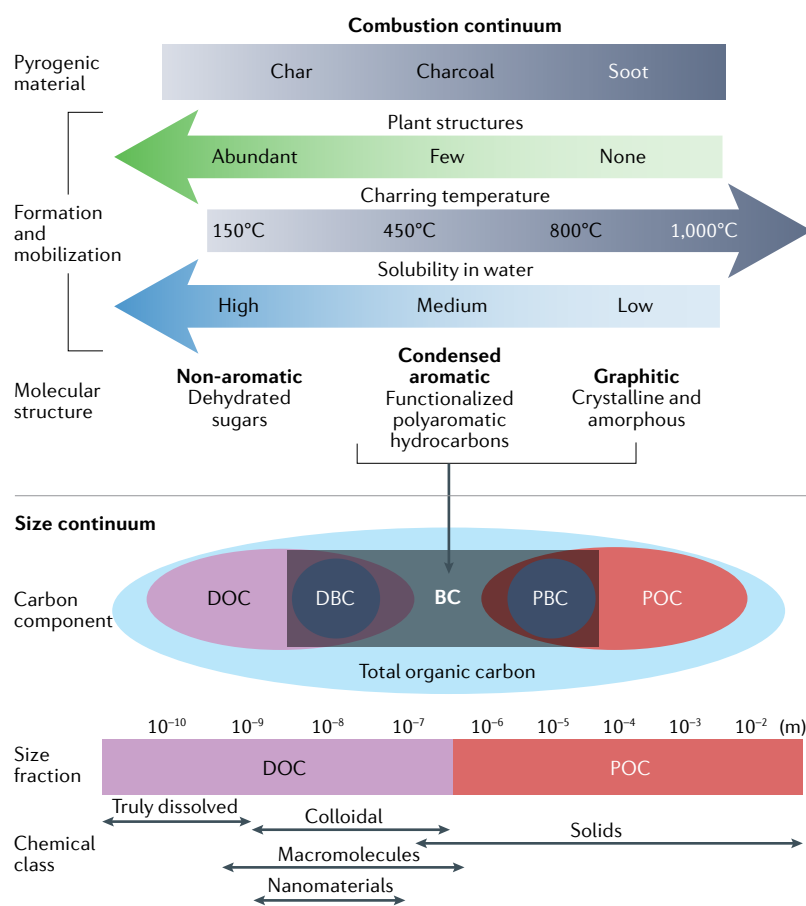 Combustion continuum
Pyrogenic
material
Char Charcoal Soot
Plant structures
Abundant Few None
Charring temperature
Formation and
mobilization
150°C 450°C 800°C 1,000°C
Solubility in water
High Medium Low
Molecular
structure
Non-aromatic
Dehydrated
sugars
Condensed
aromatic
Functionalized
polyaromatic
hydrocarbons
Graphitic
Crystalline and
amorphous
Size continuum
Carbon
component
DOC DBC BC PBC POC
Total organic carbon
10⁻¹⁰ 10⁻⁹ 10⁻⁸ 10⁻⁷ 10⁻⁶ 10⁻⁵ 10⁻⁴ 10⁻³ 10⁻² (m)
Size
fraction
DOC POC
Chemical
class
Truly dissolved
Colloidal
Solids
Macromolecules
Nanomaterials